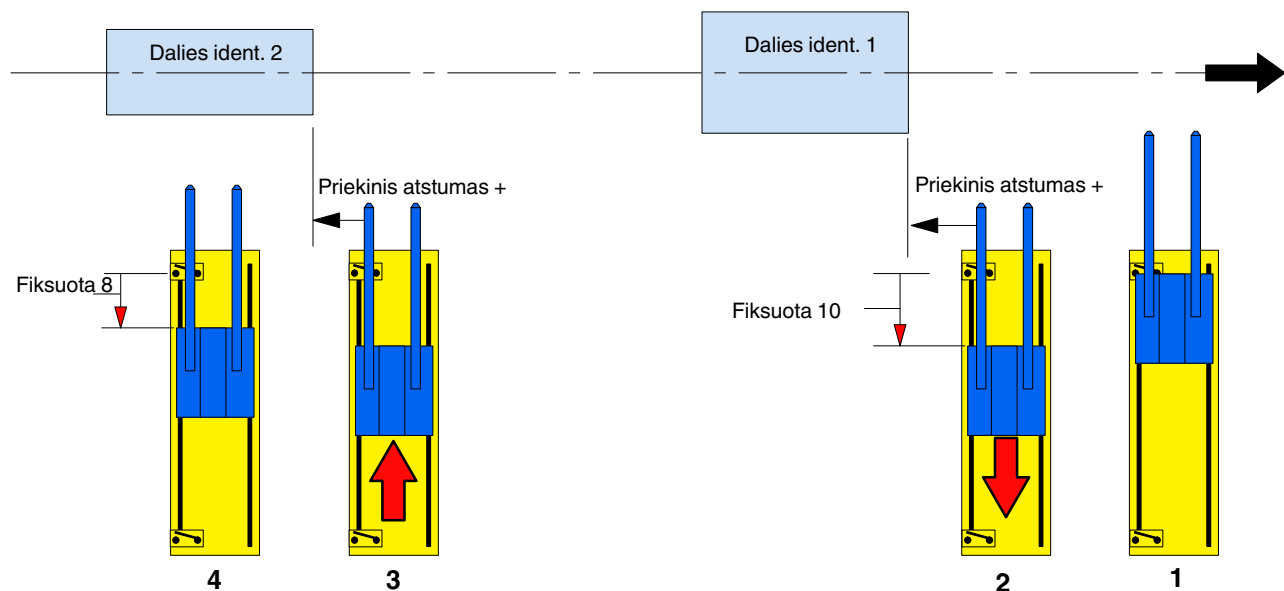 Dalies ident. 2
Dalies ident. 1
Priekinis atstumas +
Priekinis atstumas +
Fiksuota 8
Fiksuota 10
4
3
2
1